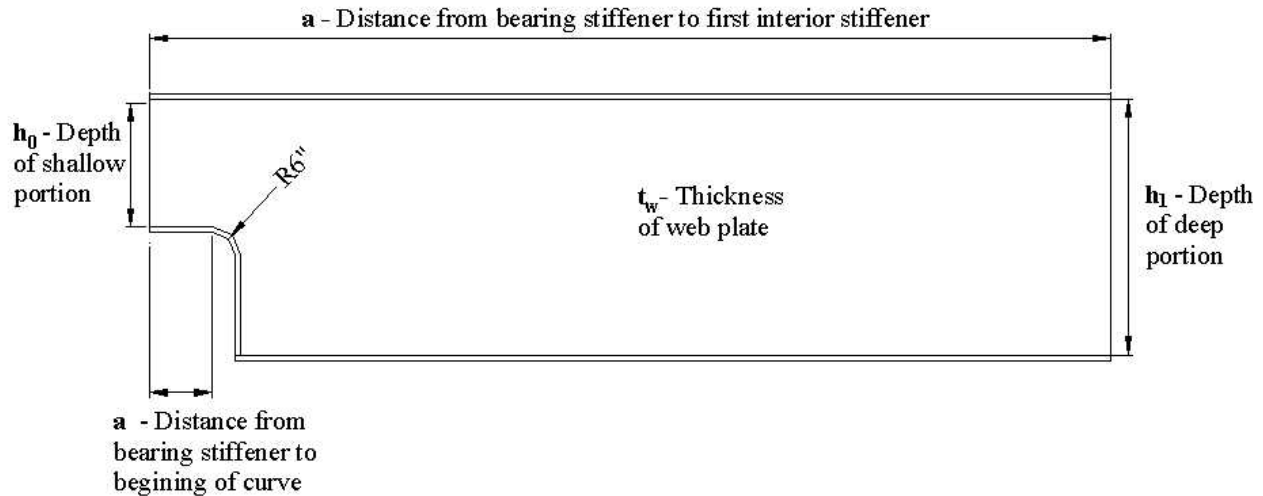 a - Distance from bearing stiffener to first interior stiffener
h0 - Depth
of shallow
portion
R6"
tw- Thickness
of web plate
h1 - Depth
of deep
portion
a - Distance from
bearing stiffener to
begining of curve